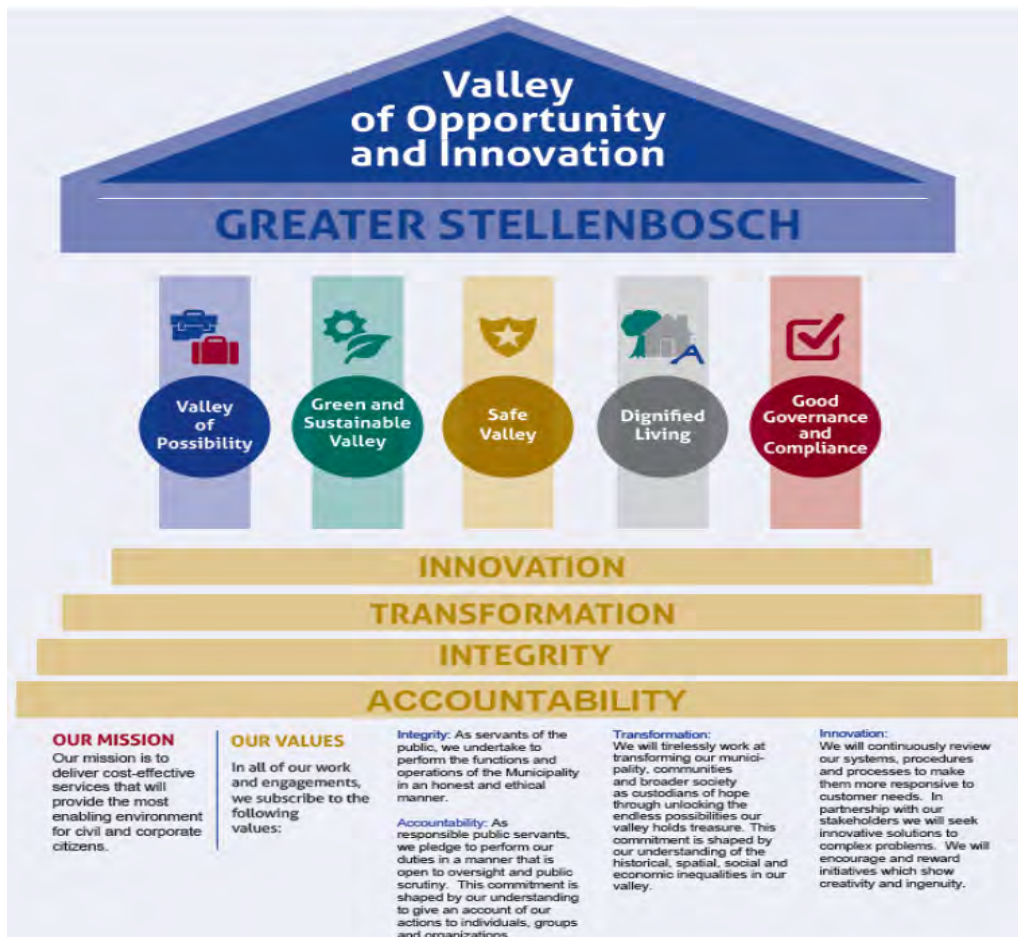 Valley
of Opportunity
and Innovation
GREATER STELLENBOSCH
Valley
of
Possibility
Green and
Sustainable
Valley
Safe
Valley
Dignified
Living
Good
Governance
and
Compliance
INNOVATION
TRANSFORMATION
INTEGRITY
ACCOUNTABILITY
OUR MISSION
Our mission is to
deliver cost-effective
services that will
provide the most
enabling environment
for civil and corporate
citizens.
OUR VALUES
In all of our work
and engagements,
we subscribe to the
following
values:
Integrity: As servants of the
public, we undertake to
perform the functions and
operations of the Municipality
in an honest and ethical
manner.
Accountability: As
responsible public servants,
we pledge to perform our
duties in a manner that is
open to oversight and public
scrutiny. This commitment is
shaped by our understanding
to give an account of our
actions to individuals, groups
and organizations.
Transformation:
We will tirelessly work at
transforming our munici-
pality, communities
and broader society
as custodians of hope
through unlocking the
endless possibilities our
valley holds treasure. This
commitment is shaped by
our understanding of the
historical, spatial, social and
economic inequalities in our
valley.
Innovation:
We will continuously review
our systems, procedures
and processes to make
them more responsive to
customer needs. In
partnership with our
stakeholders we will seek
innovative solutions to
complex problems. We will
encourage and reward
initiatives which show
creativity and ingenuity.